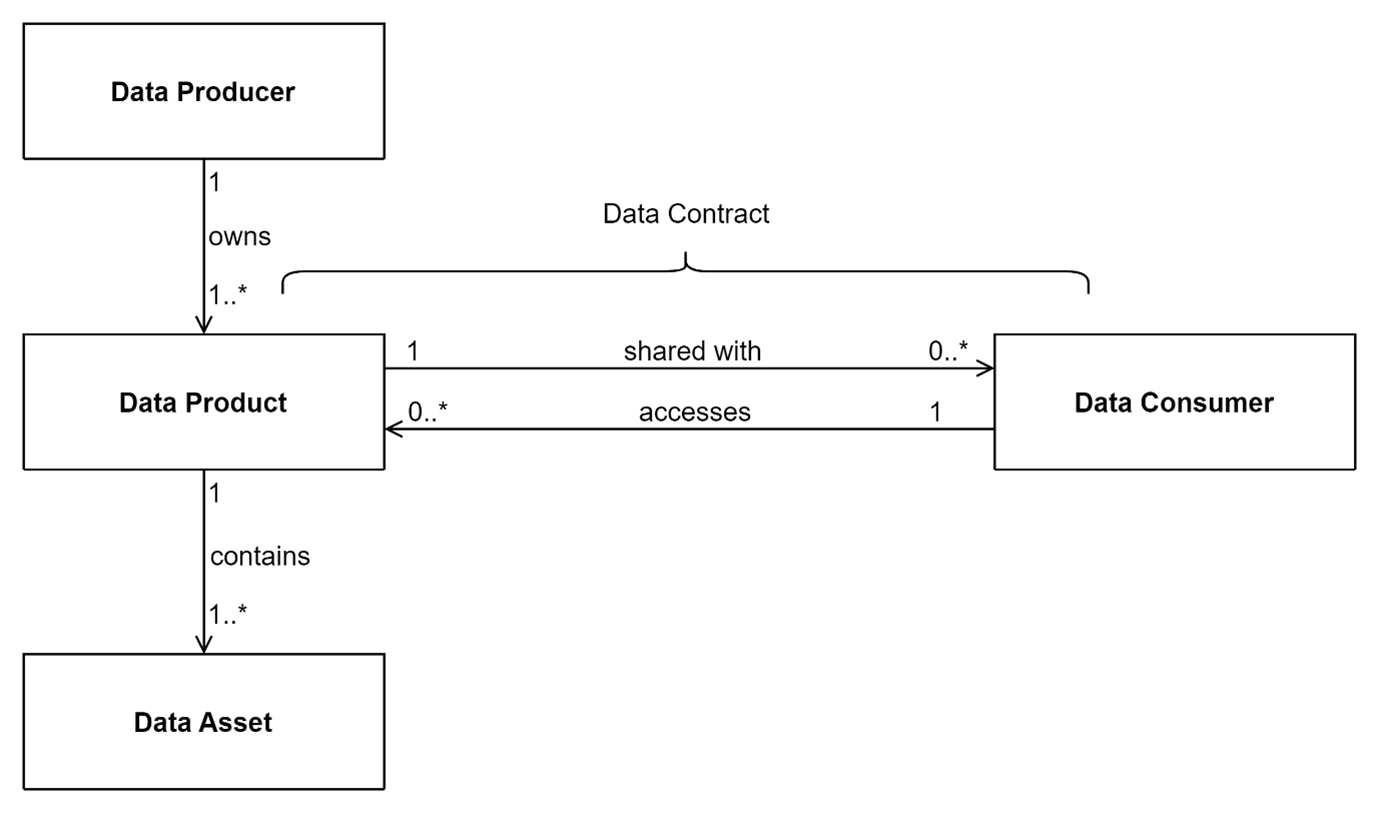 Data Producer
1
owns
1..*
Data Contract
Data Product
1
shared with
0..*
0..*
accesses
1
Data Consumer
1
contains
1..*
Data Asset